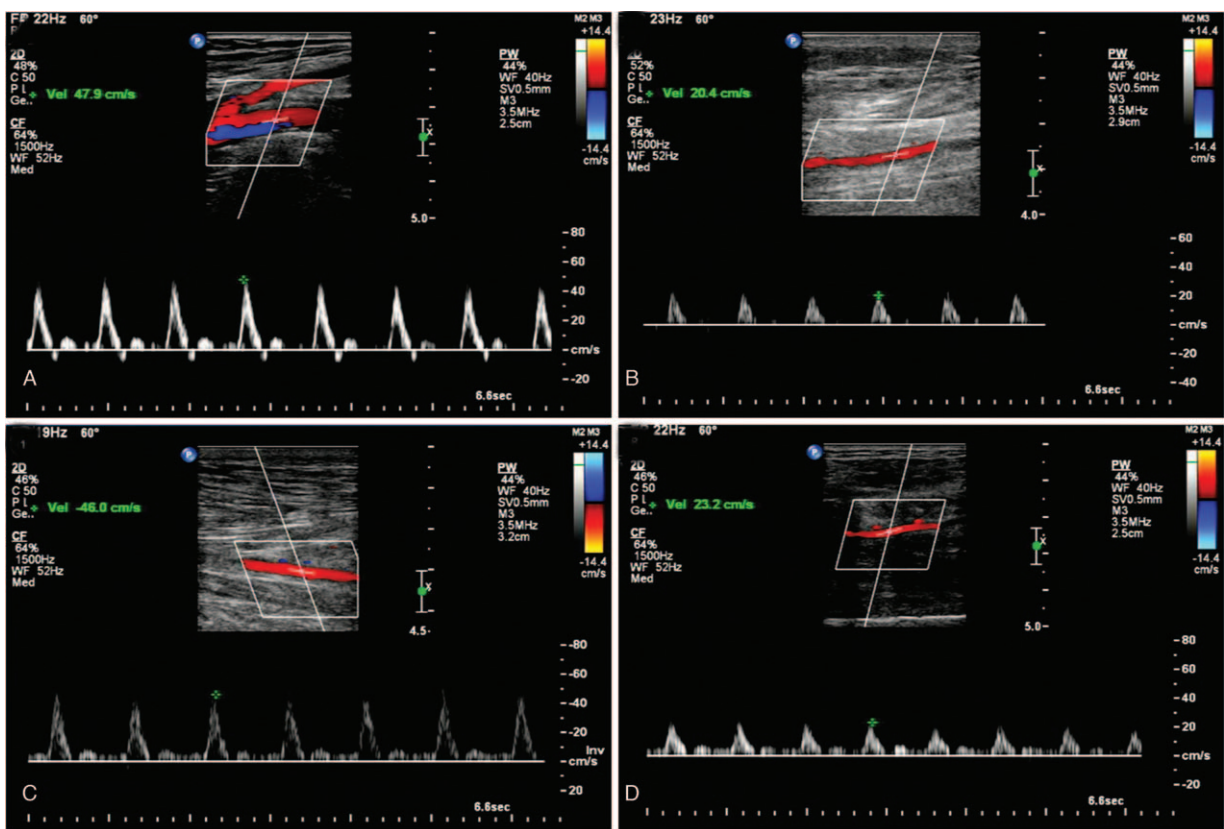 22Hz 60°
2D
48%
C 50
P L
Ge..
CF
64%
1500Hz
WF 52Hz
Med
Vel 47.9 cm/s
PW
44%
WF 40Hz
SV0.5mm
M3
3.5MHz
2.5cm
M2 M3
+14.4
-14.4
cm/s
x
5.0
80
60
40
20
cm/s
-20
A
6.6sec
23Hz 60°
52%
C 50
P L
Ge..
CF
64%
1500Hz
WF 52Hz
Med
Vel 20.4 cm/s
PW
44%
WF 40Hz
SV0.5mm
M3
3.5MHz
2.9cm
M2 M3
+14.4
-14.4
cm/s
x
4.0
60
40
20
cm/s
-20
-40
B
6.6sec
9Hz 60°
2D
46%
C 50
P L
Ge..
CF
64%
1500Hz
WF 52Hz
Med
Vel -46.0 cm/s
PW
44%
WF 40Hz
SV0.5mm
M3
3.5MHz
3.2cm
M2 M3
+14.4
-14.4
cm/s
x
4.5
-80
-60
-40
-20
Inv
cm/s
20
C
6.6sec
22Hz 60°
2D
46%
C 50
P L
Ge..
CF
64%
1500Hz
WF 52Hz
Med
Vel 23.2 cm/s
PW
44%
WF 40Hz
SV0.5mm
M3
3.5MHz
2.5cm
M2 M3
+14.4
-14.4
cm/s
x
5.0
80
60
40
20
cm/s
-20
D
6.6sec